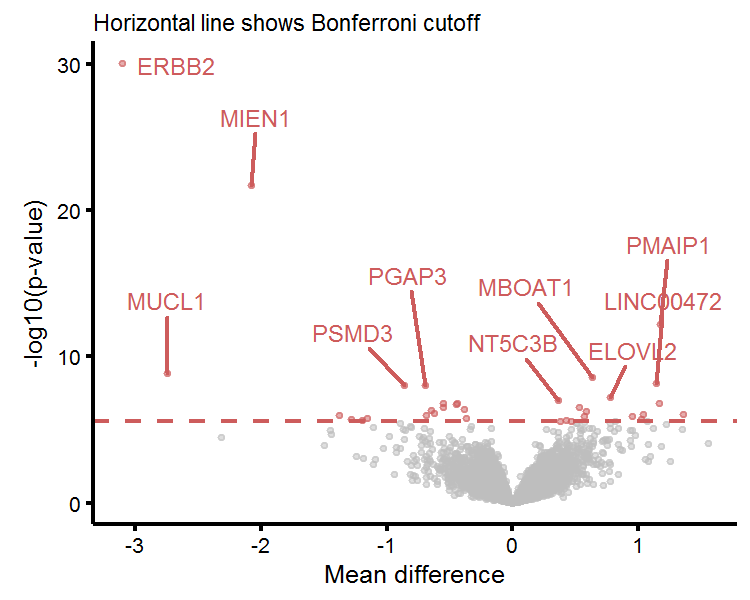 Horizontal line shows Bonferroni cutoff
-log10(p-value)
30
20
10
0
ERBB2
MIEN1
PMAIP1
PGAP3
MBOAT1
MUCL1
LINC00472
PSMD3
NT5C3B
ELOVL2
-3
-2
-1
0
1
Mean difference